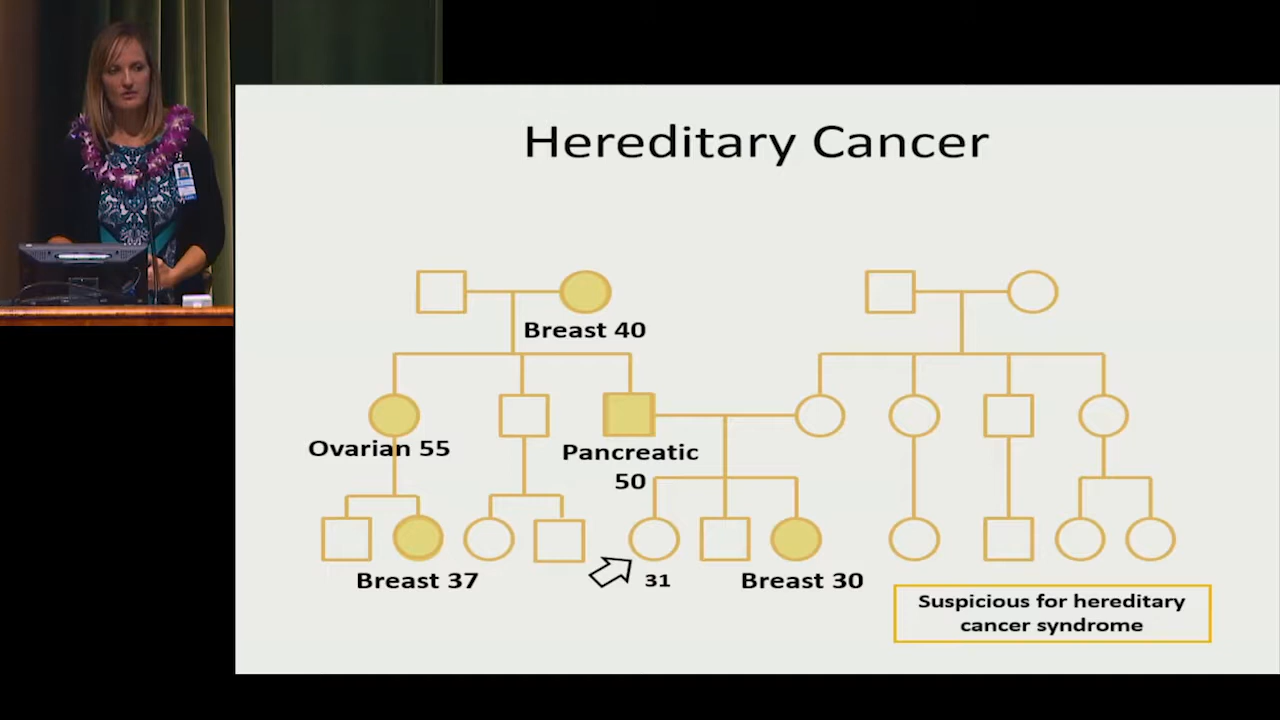 Hereditary Cancer
Breast 40
Ovarian 55
Pancreatic
50
Breast 37
31
Breast 30
Suspicious for hereditary
cancer syndrome